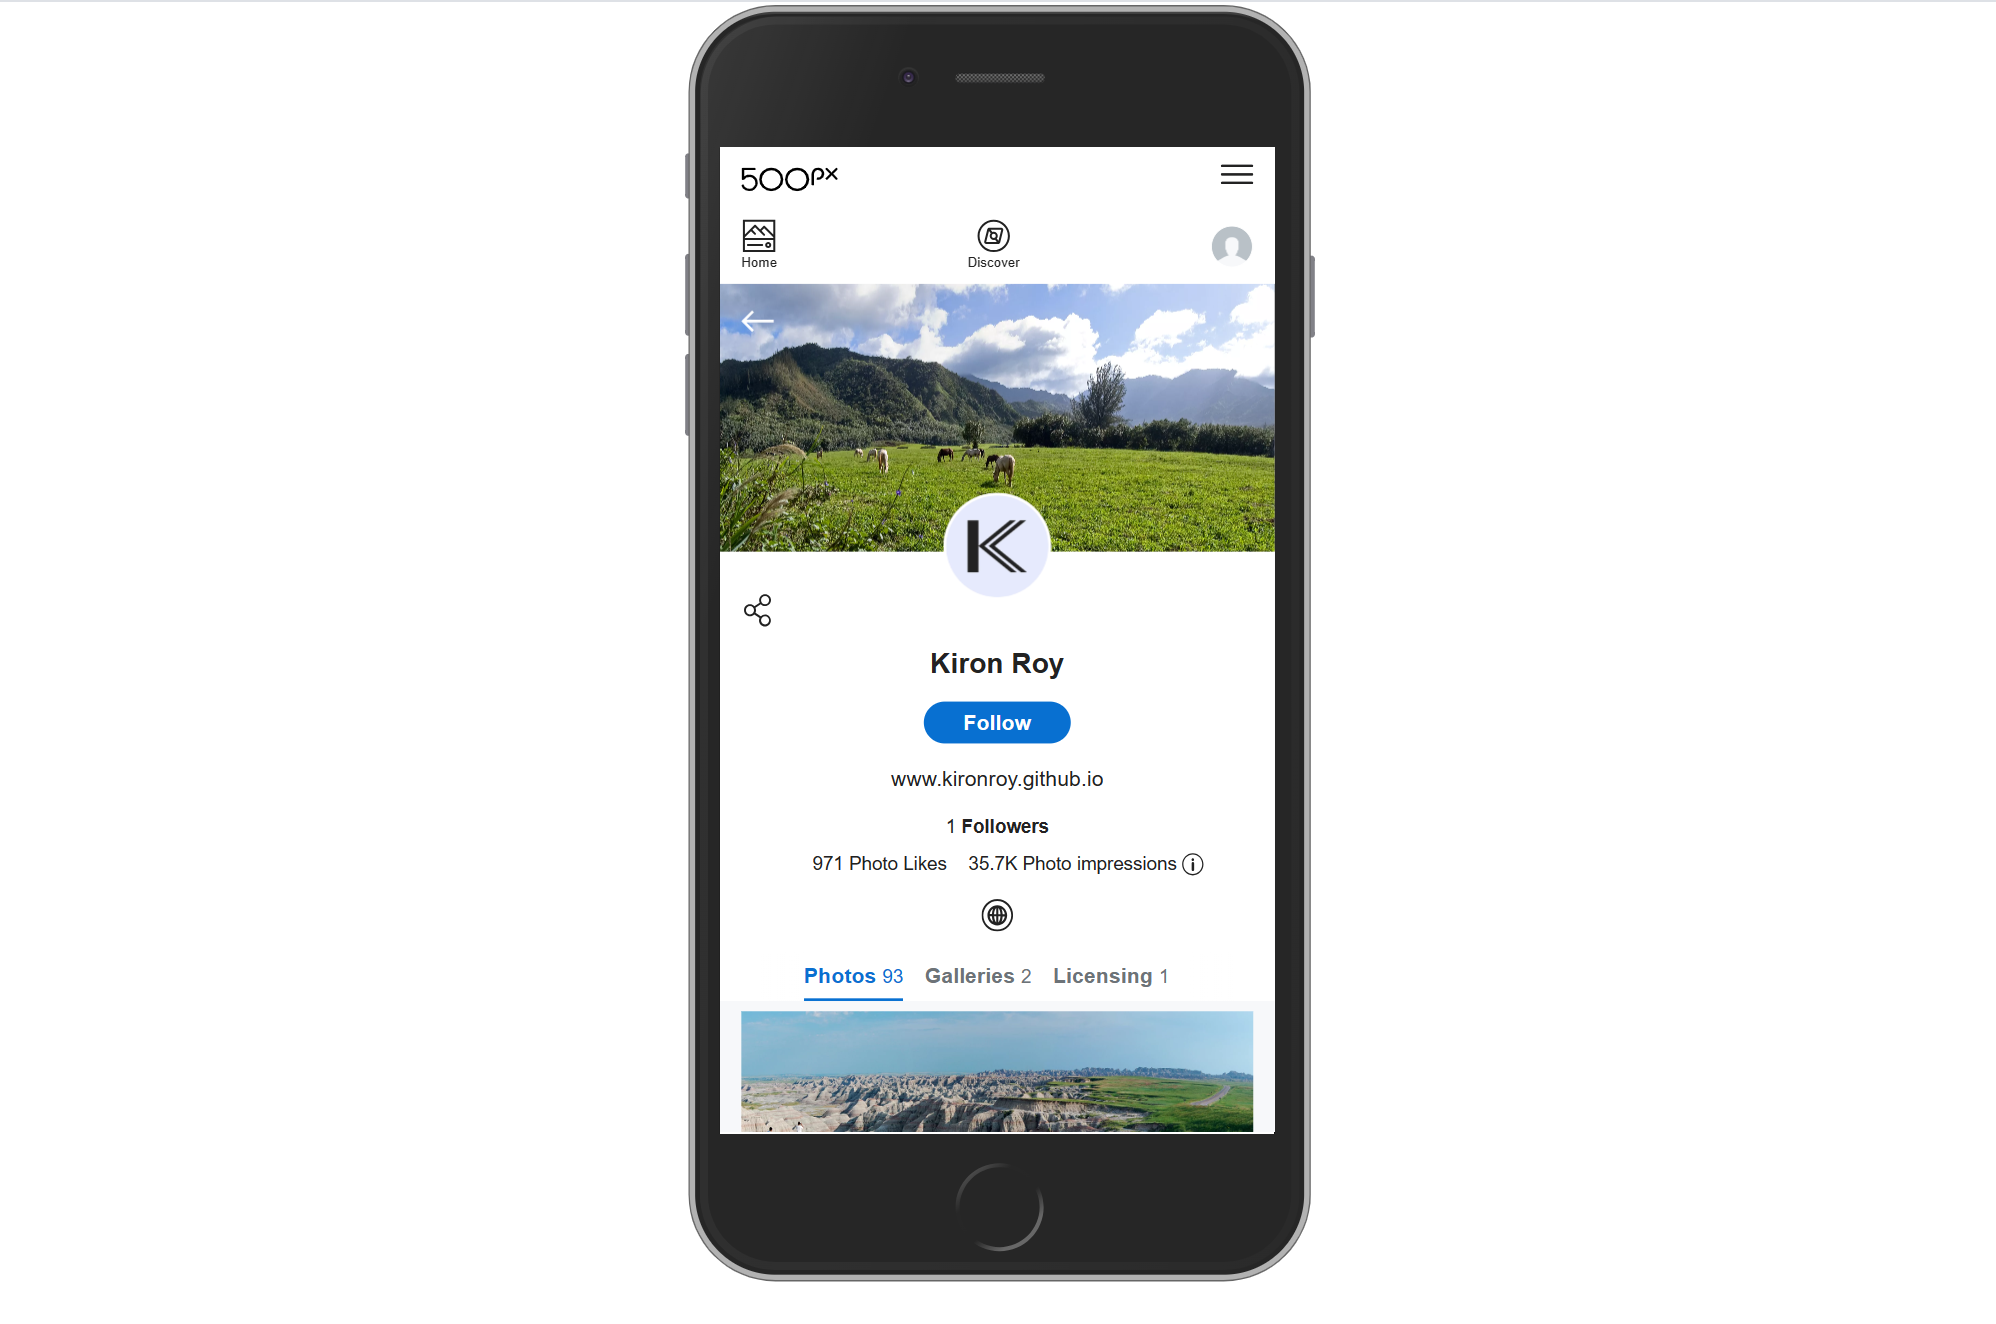 500px
Home
Discover
K
Kiron Roy
Follow
www.kironroy.github.io
1 Followers
971 Photo Likes 35.7K Photo impressions
Photos 93 Galleries 2 Licensing 1